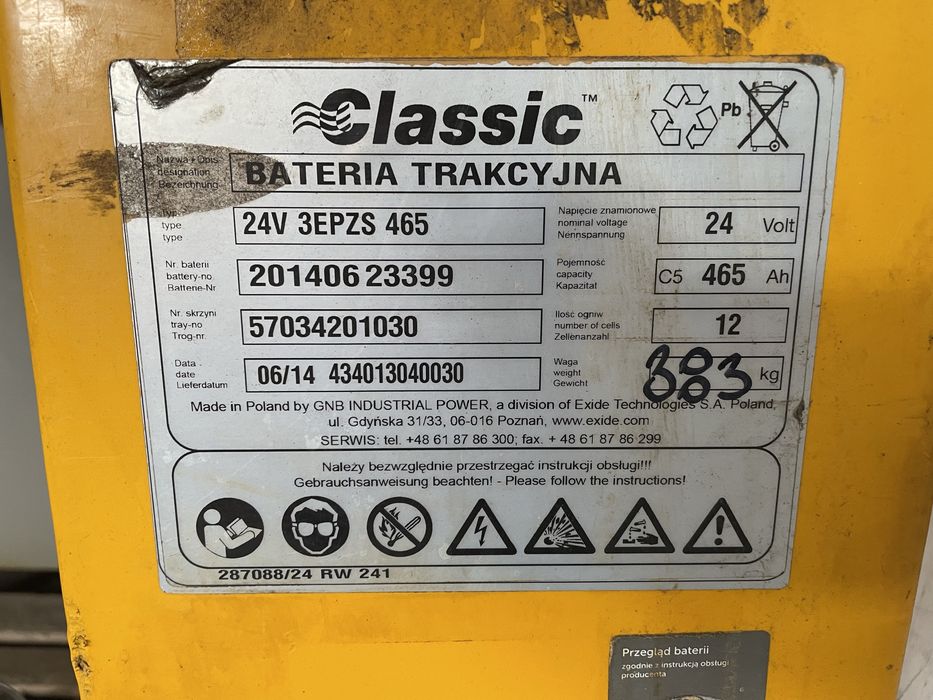 Classic™
Pb
Nazwa i Opis
designation
Bezeichnung
BATERIA TRAKCYJNA
Typ
type
type
24V 3EPZS 465
Napięcie znamionowe
nominal voltage
Nennspannung
24 Volt
Nr. baterii
battery-no
Batterie-Nr
201406 23399
Pojemność
capacity
Kapazitat
C5 465 Ah
Nr. skrzyni
tray-no
Trog-nr.
57034201030
Ilość ogniw
number of cells
Zellenanzahl
12
Data
date
Lieferdatum
06/14 434013040030
Waga
weight
Gewicht
383 kg
Made in Poland by GNB INDUSTRIAL POWER, a division of Exide Technologies S.A. Poland,
ul. Gdyńska 31/33, 06-016 Poznań, www.exide.com
SERWIS: tel. +48 61 87 86 300; fax. + 48 61 87 86 299
Należy bezwzględnie przestrzegać instrukcji obsługi!!!
Gebrauchsanweisung beachten! - Please follow the instructions!
287088/24 RW 241
Przegląd baterii
zgodnie z instrukcją obsługi
producenta